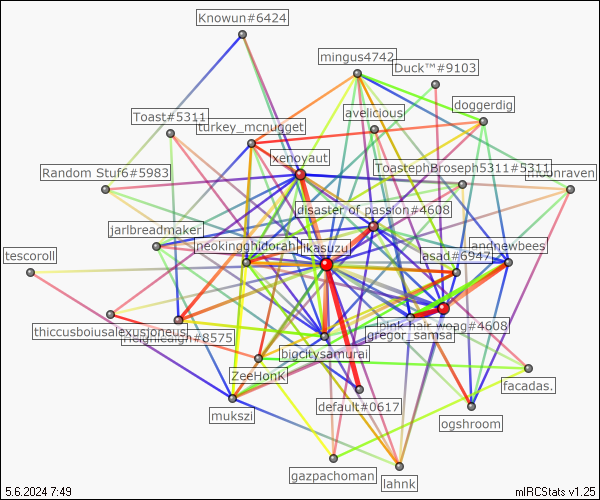 Knowun#6424
mingus4742
Duck™#9103
doggerdig
avelicious
Toast#5311
turkey_mcnugget
xenoyaut
ToastephBroseph5311#5311
moonraven
Random Stuf6#5983
disaster of passion#4608
jarlbreadmaker
neokingghidorah
ikasuzu
andnewbees
asad#6947
tescoroll
pink hair woag#4608
gregor_samsa
thiccusboiusalexusjoneus
Heighleaigh#8575
bigcitysamurai
ZeeHonK
facadas.
mukszi
default#0617
ogshroom
gazpachoman
lahnk
5.6.2024 7:49
mIRCStats v1.25